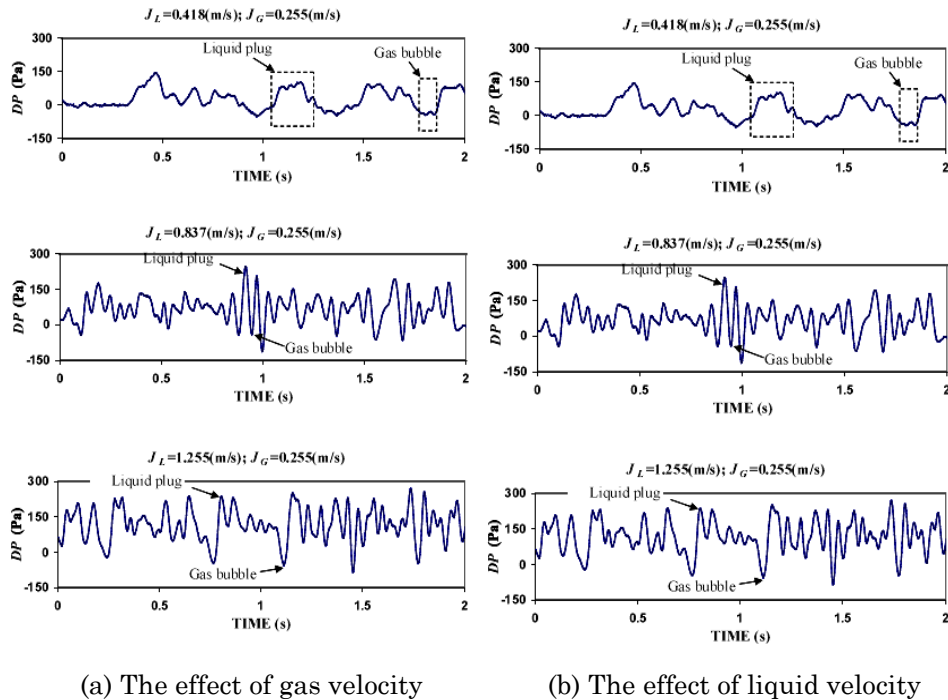 J_L=0.418(m/s); J_G=0.255(m/s)
300
150
0
-150
DP (Pa)
Liquid plug
Gas bubble
0 0.5 1 1.5 2
TIME (s)
J_L=0.837(m/s); J_G=0.255(m/s)
300
150
0
-150
DP (Pa)
Liquid plug
Gas bubble
0 0.5 1 1.5 2
TIME (s)
J_L=1.255(m/s); J_G=0.255(m/s)
300
150
0
-150
DP (Pa)
Liquid plug
Gas bubble
0 0.5 1 1.5 2
TIME (s)
(a) The effect of gas velocity
J_L=0.418(m/s); J_G=0.255(m/s)
300
150
0
-150
DP (Pa)
Liquid plug
Gas bubble
0 0.5 1 1.5 2
TIME (s)
J_L=0.837(m/s); J_G=0.255(m/s)
300
150
0
-150
DP (Pa)
Liquid plug
Gas bubble
0 0.5 1 1.5 2
TIME (s)
J_L=1.255(m/s); J_G=0.255(m/s)
300
150
0
-150
DP (Pa)
Liquid plug
Gas bubble
0 0.5 1 1.5 2
TIME (s)
(b) The effect of liquid velocity